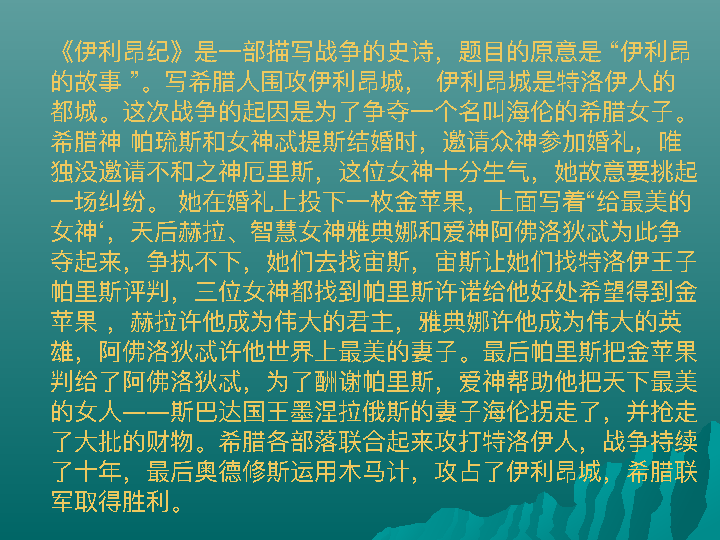 《伊利昂纪》是一部描写战争的史诗，题目的原意是 “伊利昂
的故事 ”。写希腊人围攻伊利昂城， 伊利昂城是特洛伊人的
都城。这次战争的起因是为了争夺一个名叫海伦的希腊女子。
希腊神 帕琉斯和女神忒提斯结婚时，邀请众神参加婚礼，唯
独没邀请不和之神厄里斯，这位女神十分生气，她故意要挑起
一场纠纷。 她在婚礼上投下一枚金苹果，上面写着“给最美的
女神‘，天后赫拉、智慧女神雅典娜和爱神阿佛洛狄忒为此争
夺起来，争执不下，她们去找宙斯，宙斯让她们找特洛伊王子
帕里斯评判，三位女神都找到帕里斯许诺给他好处希望得到金
苹果 ，赫拉许他成为伟大的君主，雅典娜许他成为伟大的英
雄，阿佛洛狄忒许他世界上最美的妻子。最后帕里斯把金苹果
判给了阿佛洛狄忒，为了酬谢帕里斯，爱神帮助他把天下最美
的女人——斯巴达国王墨涅拉俄斯的妻子海伦拐走了，并抢走
了大批的财物。希腊各部落联合起来攻打特洛伊人，战争持续
了十年，最后奥德修斯运用木马计，攻占了伊利昂城，希腊联
军取得胜利。